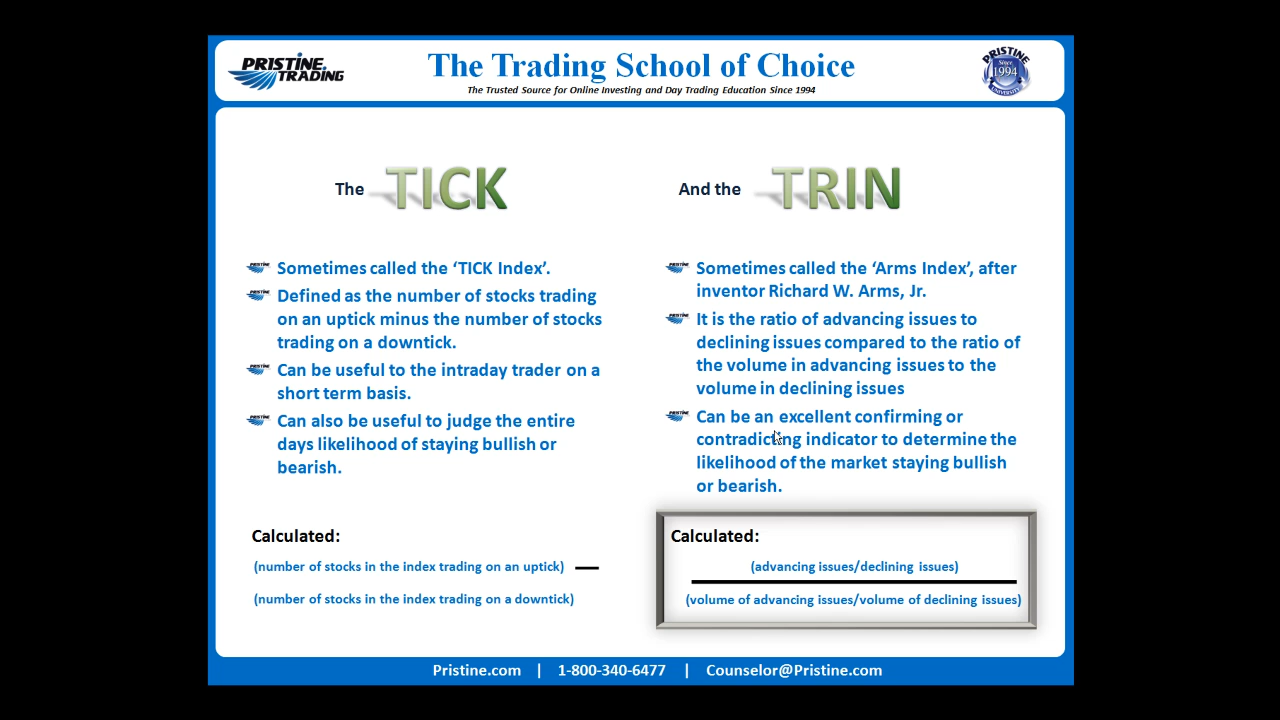 PRISTINE
TRADING
The Trading School of Choice
The Trusted Source for Online Investing and Day Trading Education Since 1994
PRISTINE
Since
1994
UNIVERSITY
The TICK
Sometimes called the ‘TICK Index’.
Defined as the number of stocks trading
on an uptick minus the number of stocks
trading on a downtick.
Can be useful to the intraday trader on a
short term basis.
Can also be useful to judge the entire
days likelihood of staying bullish or
bearish.
Calculated:
(number of stocks in the index trading on an uptick) —
(number of stocks in the index trading on a downtick)
And the TRIN
Sometimes called the ‘Arms Index’, after
inventor Richard W. Arms, Jr.
It is the ratio of advancing issues to
declining issues compared to the ratio of
the volume in advancing issues to the
volume in declining issues
Can be an excellent confirming or
contradicting indicator to determine the
likelihood of the market staying bullish
or bearish.
Calculated:
(advancing issues/declining issues)
(volume of advancing issues/volume of declining issues)
Pristine.com | 1-800-340-6477 | Counselor@Pristine.com